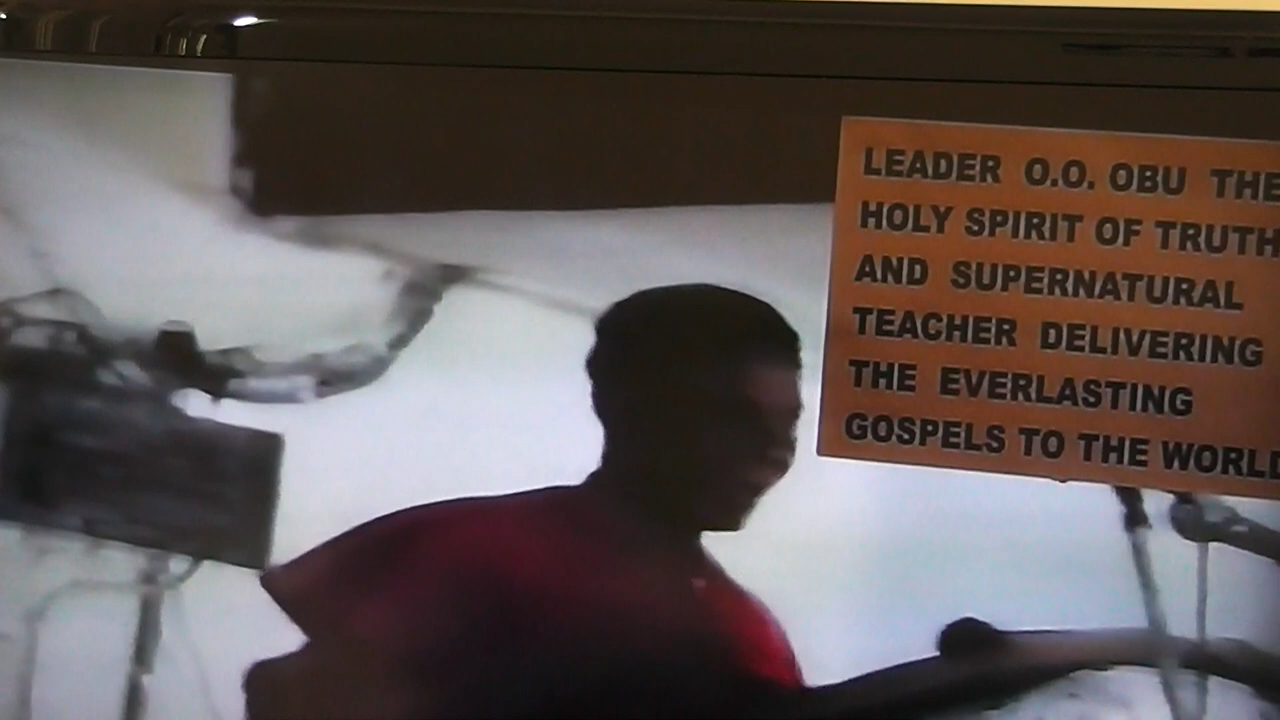 LEADER O.O. OBU THE
HOLY SPIRIT OF TRUTH
AND SUPERNATURAL
TEACHER DELIVERING
THE EVERLASTING
GOSPELS TO THE WORLD